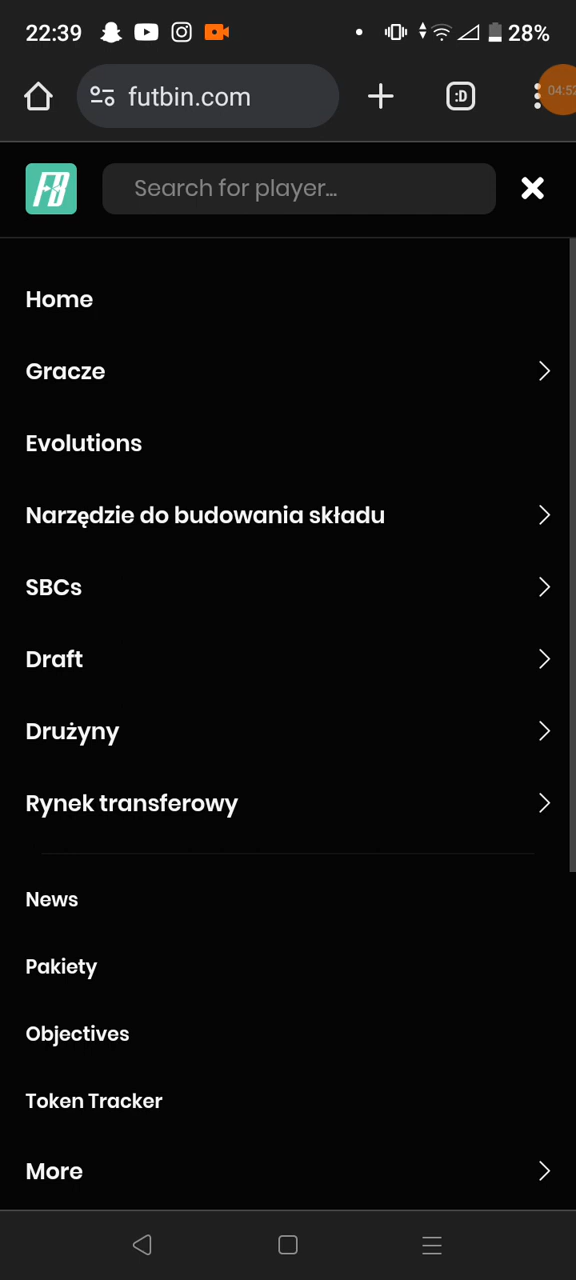 22:39
28%
futbin.com
:D
04:52
FB
Search for player...
Home
Gracze
Evolutions
Narzędzie do budowania składu
SBCs
Draft
Drużyny
Rynek transferowy
News
Pakiety
Objectives
Token Tracker
More